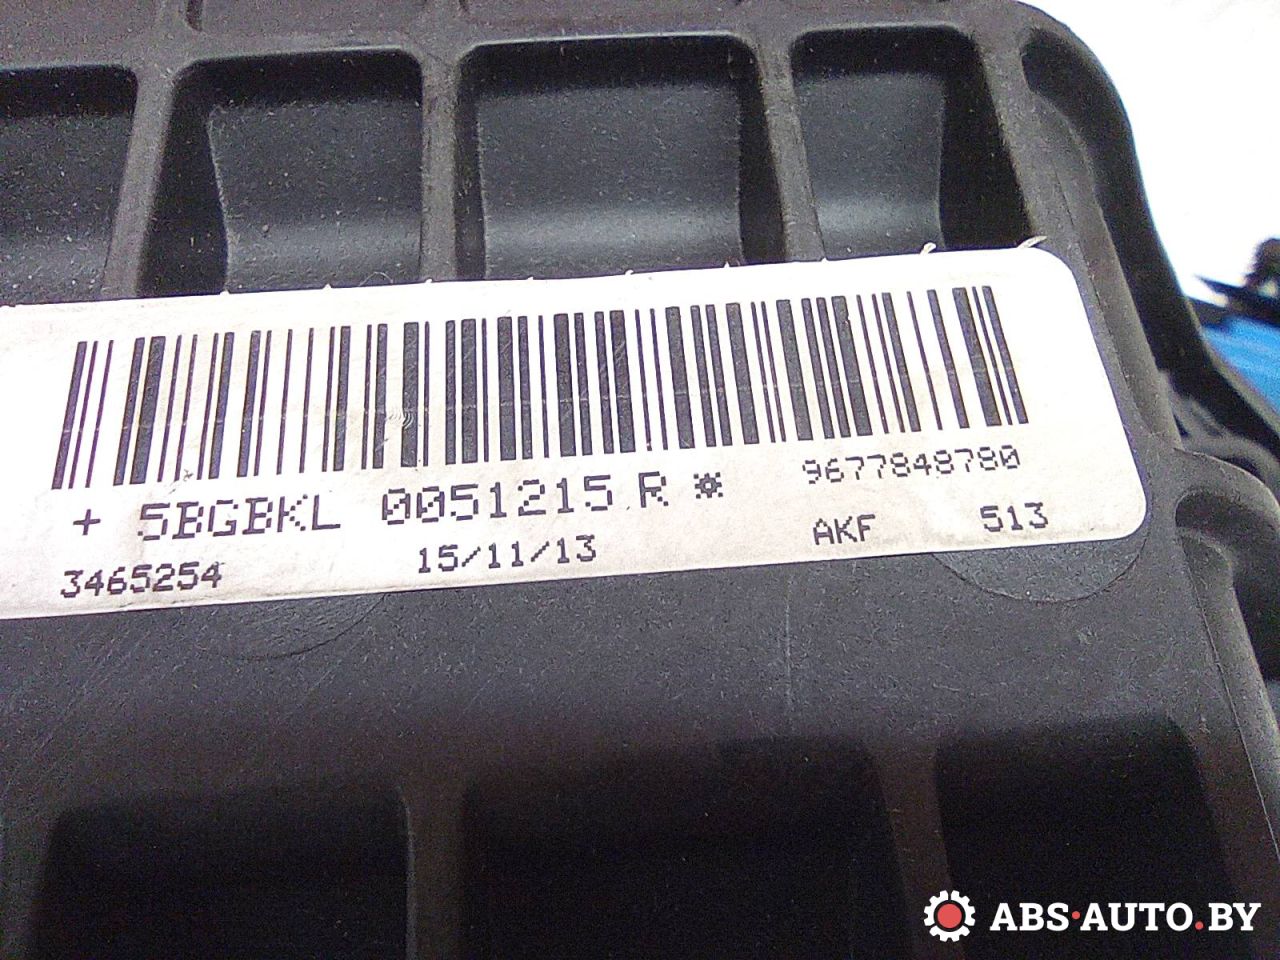 + 5BGBKL 0051215 R ☼ 9677848780
3465254 15/11/13 AKF 513
ABS·AUTO.BY